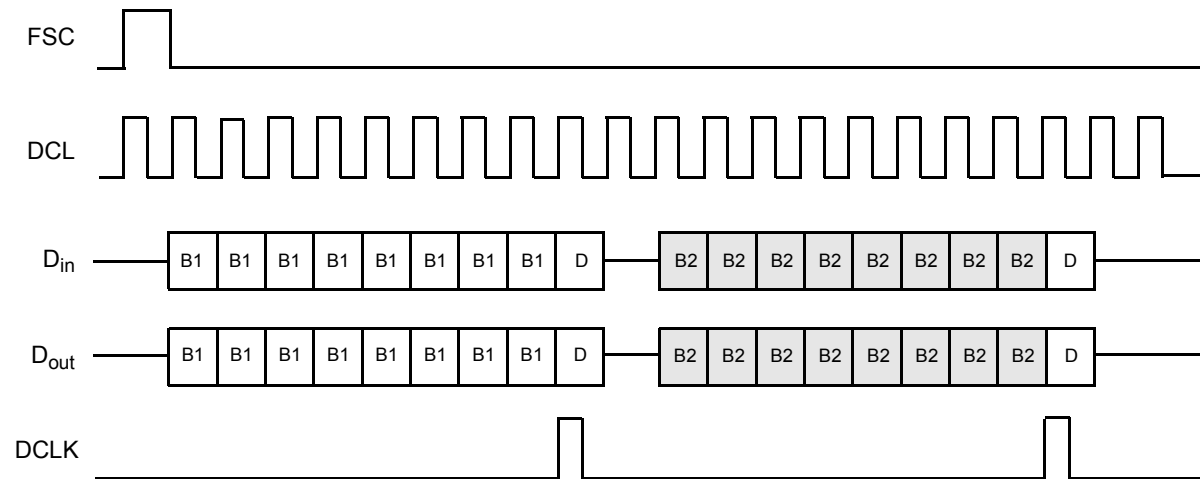 FSC
DCL
Din B1 B1 B1 B1 B1 B1 B1 B1 D B2 B2 B2 B2 B2 B2 B2 B2 D
Dout B1 B1 B1 B1 B1 B1 B1 B1 D B2 B2 B2 B2 B2 B2 B2 B2 D
DCLK